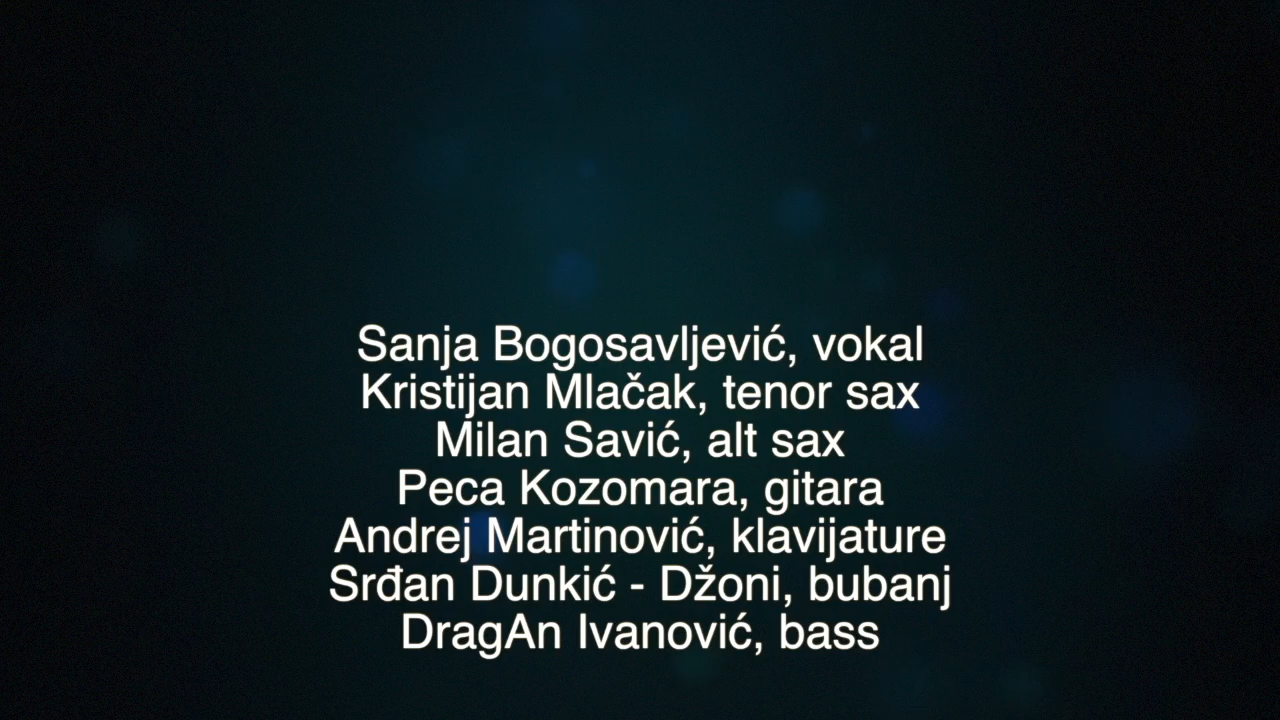 Sanja Bogosavljević, vokal
Kristijan Mlačak, tenor sax
Milan Savić, alt sax
Peca Kozomara, gitara
Andrej Martinović, klavijature
Srđan Dunkić - Džoni, bubanj
DragAn Ivanović, bass